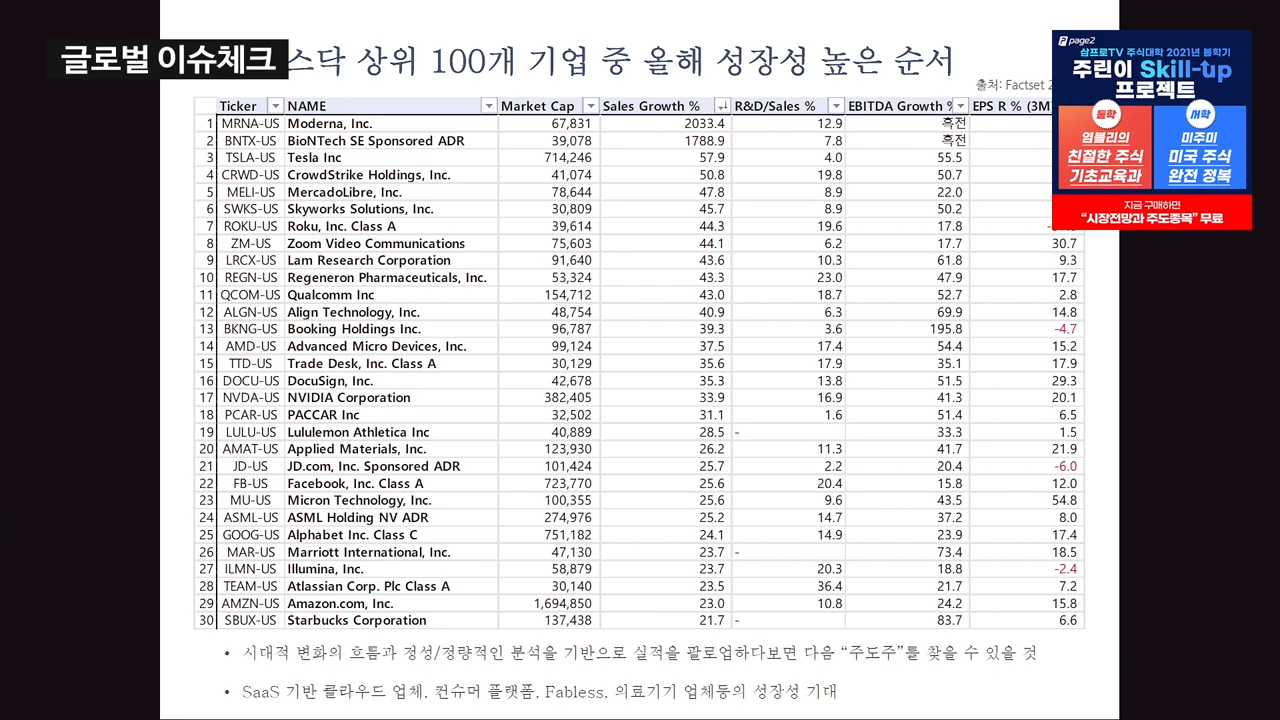 글로벌 이슈체크
스닥 상위 100개 기업 중 올해 성장성 높은 순서
출처: Factset 2
Ticker NAME Market Cap Sales Growth % R&D/Sales % EBITDA Growth % EPS R % (3M
1 MRNA-US Moderna, Inc. 67,831 2033.4 12.9 흑전
2 BNTX-US BioNTech SE Sponsored ADR 39,078 1788.9 7.8 흑전
3 TSLA-US Tesla Inc 714,246 57.9 4.0 55.5
4 CRWD-US CrowdStrike Holdings, Inc. 41,074 50.8 19.8 50.7
5 MELI-US MercadoLibre, Inc. 78,644 47.8 8.9 22.0
6 SWKS-US Skyworks Solutions, Inc. 30,809 45.7 8.9 50.2
7 ROKU-US Roku, Inc. Class A 39,614 44.3 19.6 17.8
8 ZM-US Zoom Video Communications 75,603 44.1 6.2 17.7 30.7
9 LRCX-US Lam Research Corporation 91,640 43.6 10.3 61.8 9.3
10 REGN-US Regeneron Pharmaceuticals, Inc. 53,324 43.3 23.0 47.9 17.7
11 QCOM-US Qualcomm Inc 154,712 43.0 18.7 52.7 2.8
12 ALGN-US Align Technology, Inc. 48,754 40.9 6.3 69.9 14.8
13 BKNG-US Booking Holdings Inc. 96,787 39.3 3.6 195.8 -4.7
14 AMD-US Advanced Micro Devices, Inc. 99,124 37.5 17.4 54.4 15.2
15 TTD-US Trade Desk, Inc. Class A 30,129 35.6 17.9 35.1 17.9
16 DOCU-US DocuSign, Inc. 42,678 35.3 13.8 51.5 29.3
17 NVDA-US NVIDIA Corporation 382,405 33.9 16.9 41.3 20.1
18 PCAR-US PACCAR Inc 32,502 31.1 1.6 51.4 6.5
19 LULU-US Lululemon Athletica Inc 40,889 28.5 - 33.3 1.5
20 AMAT-US Applied Materials, Inc. 123,930 26.2 11.3 41.7 21.9
21 JD-US JD.com, Inc. Sponsored ADR 101,424 25.7 2.2 20.4 -6.0
22 FB-US Facebook, Inc. Class A 723,770 25.6 20.4 15.8 12.0
23 MU-US Micron Technology, Inc. 100,355 25.6 9.6 43.5 54.8
24 ASML-US ASML Holding NV ADR 274,976 25.2 14.7 37.2 8.0
25 GOOG-US Alphabet Inc. Class C 751,182 24.1 14.9 23.9 17.4
26 MAR-US Marriott International, Inc. 47,130 23.7 - 73.4 18.5
27 ILMN-US Illumina, Inc. 58,879 23.7 20.3 18.8 -2.4
28 TEAM-US Atlassian Corp. Plc Class A 30,140 23.5 36.4 21.7 7.2
29 AMZN-US Amazon.com, Inc. 1,694,850 23.0 10.8 24.2 15.8
30 SBUX-US Starbucks Corporation 137,438 21.7 - 83.7 6.6
• 시대적 변화의 흐름과 정성/정량적인 분석을 기반으로 실적을 팔로업하다보면 다음 “주도주”를 찾을 수 있을 것
• SaaS 기반 클라우드 업체, 컨슈머 플랫폼, Fabless, 의료기기 업체등의 성장성 기대
page2
삼프로TV 주식대학 2021년 봄학기
주린이 Skill-up
프로젝트
동학
염블리의
친절한 주식
기초교육과
서학
미주미
미국 주식
완전 정복
지금 구매하면
“시장전망과 주도종목” 무료